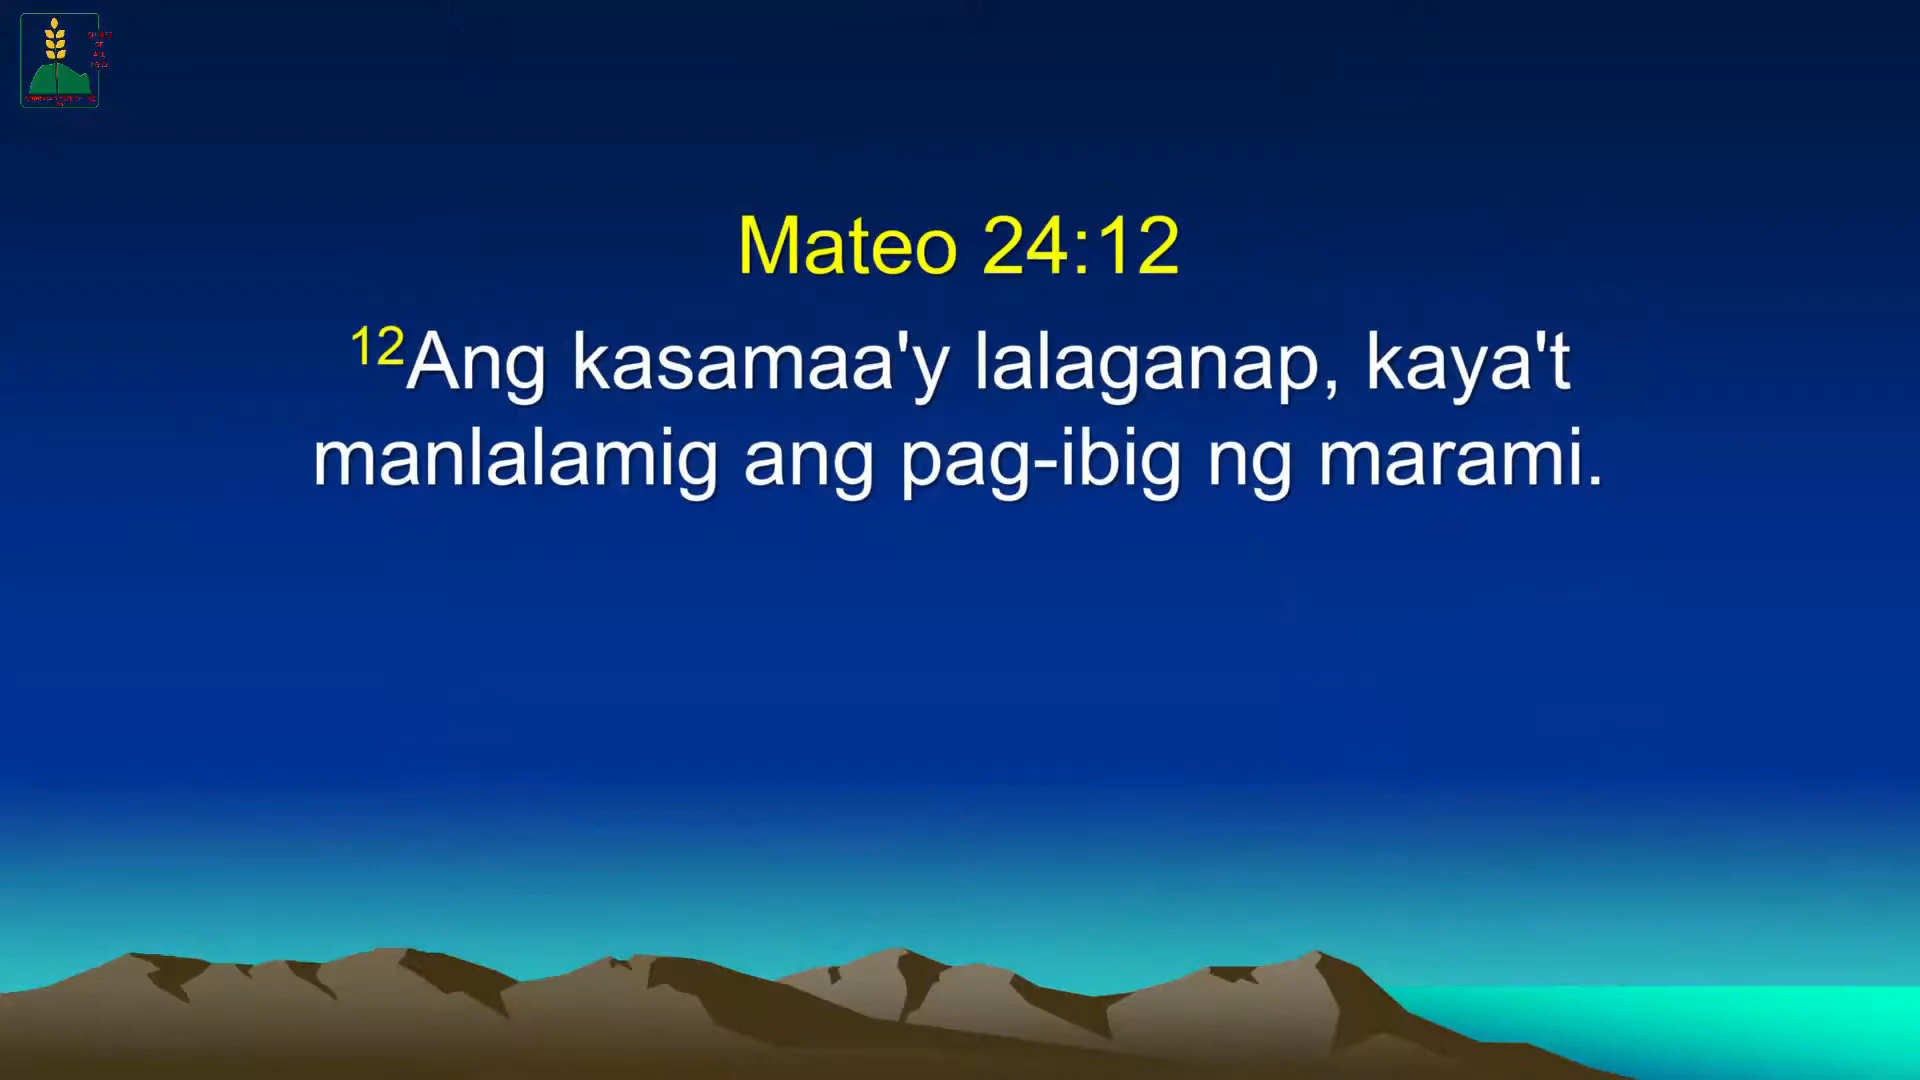 Mateo 24:12
12Ang kasamaa'y lalaganap, kaya't
manlalamig ang pag-ibig ng marami.